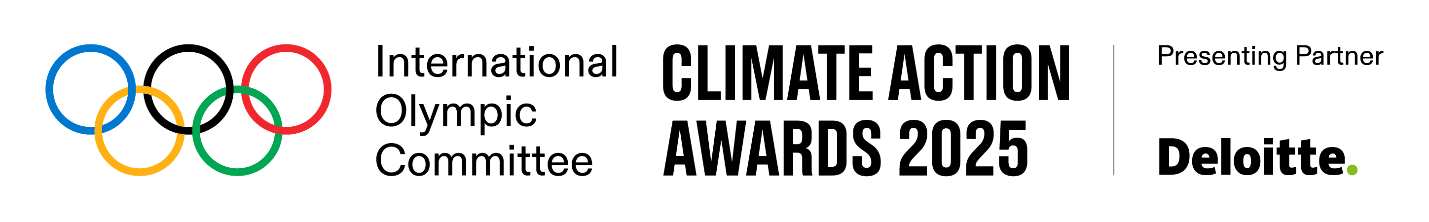 International
Olympic
Committee
CLIMATE ACTION
AWARDS 2025
Presenting Partner
Deloitte.